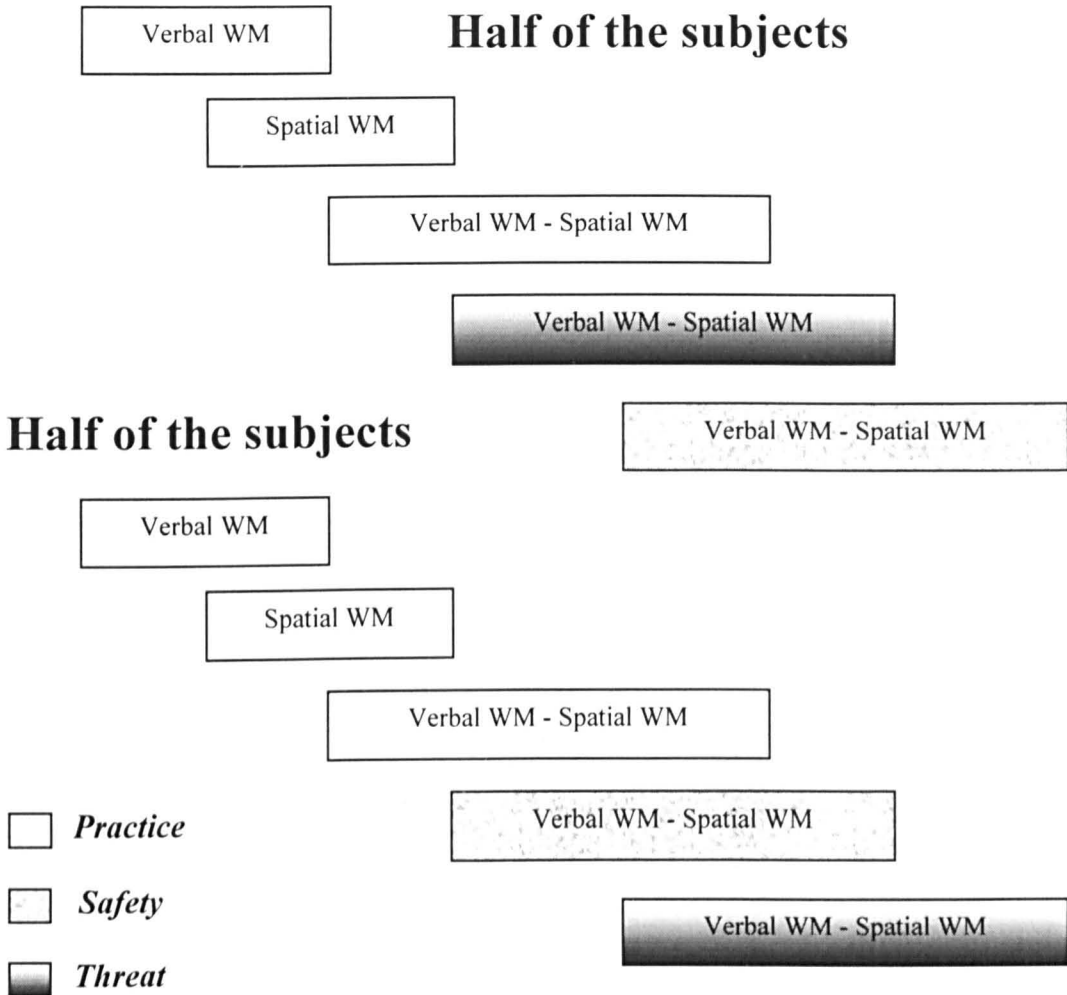 Verbal WM
Half of the subjects
Spatial WM
Verbal WM - Spatial WM
Verbal WM - Spatial WM
Verbal WM - Spatial WM
Half of the subjects
Verbal WM
Spatial WM
Verbal WM - Spatial WM
Verbal WM - Spatial WM
Verbal WM - Spatial WM
Practice
Safety
Threat